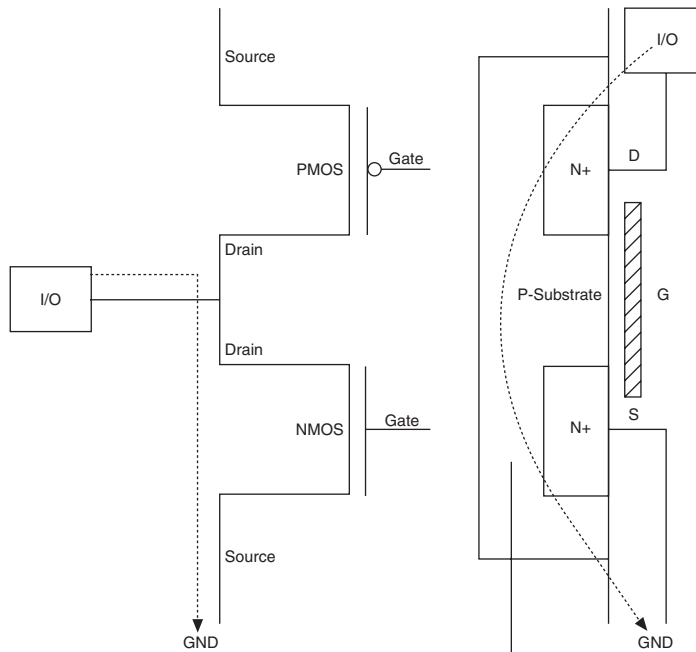 Source
PMOS
Gate
Drain
I/O
Drain
NMOS
Gate
Source
GND
I/O
N+
D
P-Substrate
G
S
N+
GND